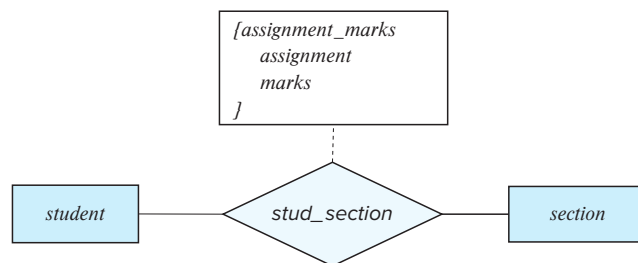 {assignment_marks
assignment
marks
}
student
stud_section
section